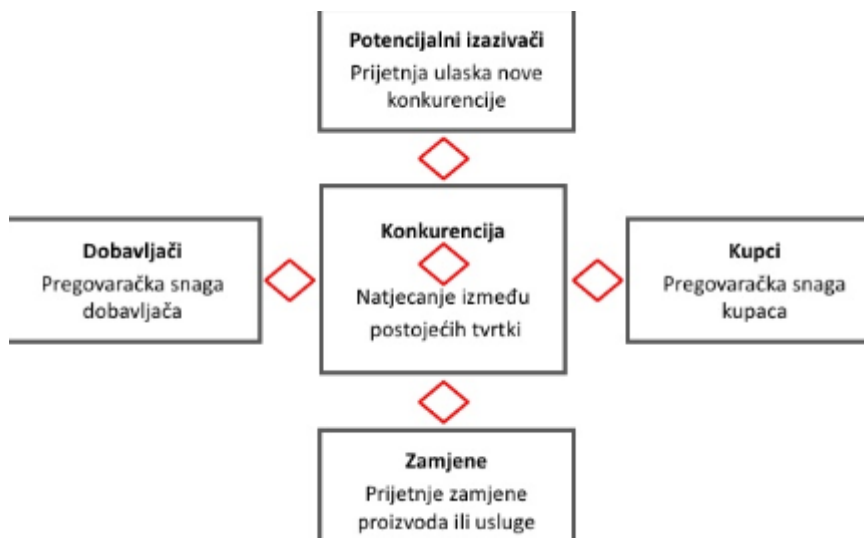 Potencijalni izazivači
Prijetnja ulaska nove
konkurencije
Dobavljači
Pregovaračka snaga
dobavljača
Konkurencija
Natjecanje između
postojećih tvrtki
Kupci
Pregovaračka snaga
kupaca
Zamjene
Prijetnje zamjene
proizvoda ili usluge